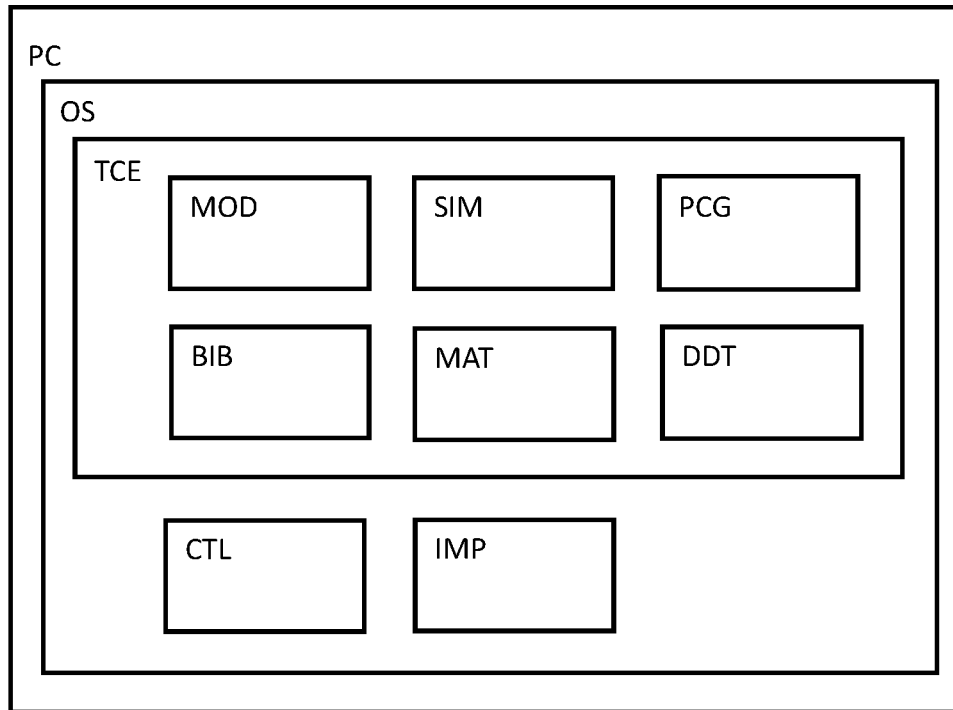 PC
OS
TCE
MOD
SIM
PCG
BIB
MAT
DDT
CTL
IMP